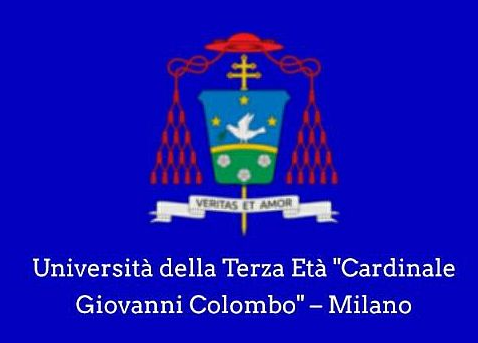 VERITAS ET AMOR
Università della Terza Età "Cardinale
Giovanni Colombo" – Milano